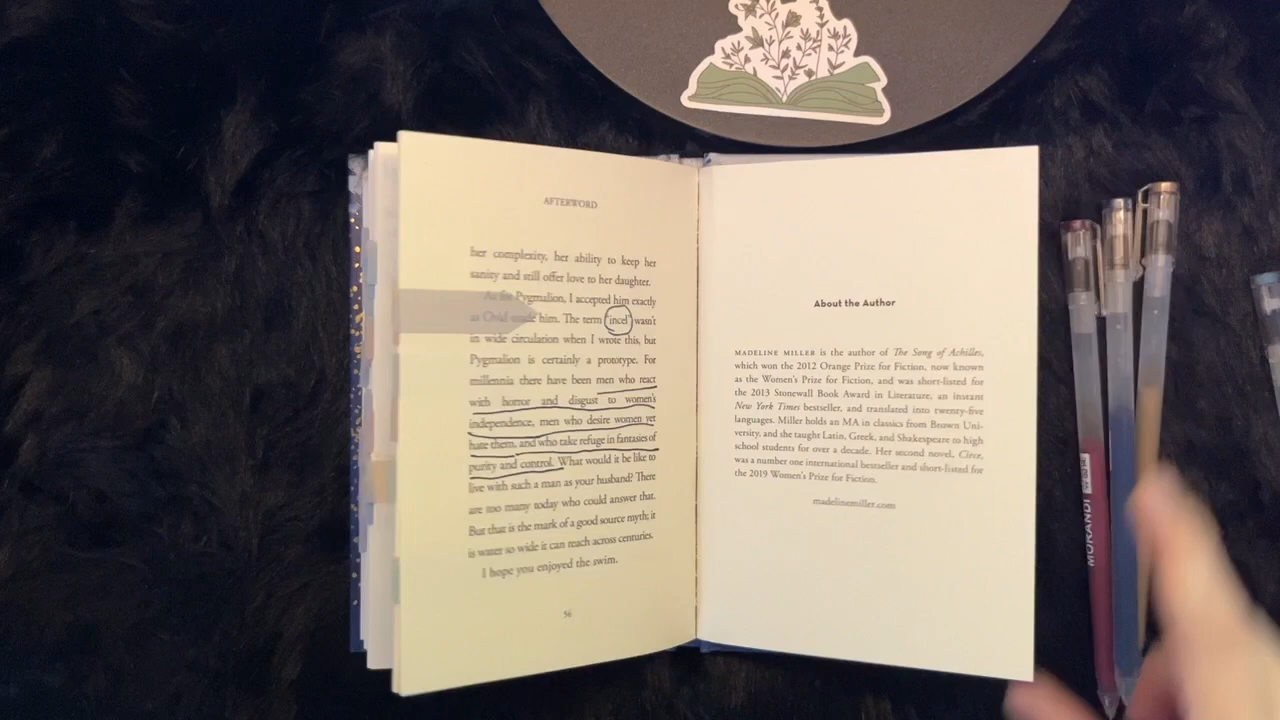 AFTERWORD
her complexity, her ability to keep her
sanity and still offer love to her daughter.
As for Pygmalion, I accepted him exactly
as Ovid made him. The term "incel" wasn't
in wide circulation when I wrote this, but
Pygmalion is certainly a prototype. For
millennia there have been men who react
with horror and disgust to women's
independence, men who desire women yet
hate them, and who take refuge in fantasies of
purity and control. What would it be like to
live with such a man as your husband? There
are too many today who could answer that.
But that is the mark of a good source myth; it
is water so wide it can reach across centuries.
I hope you enjoyed the swim.
56
About the Author
MADELINE MILLER is the author of The Song of Achilles,
which won the 2012 Orange Prize for Fiction, now known
as the Women's Prize for Fiction, and was short-listed for
the 2013 Stonewall Book Award in Literature, an instant
New York Times bestseller, and translated into twenty-five
languages. Miller holds an MA in classics from Brown Uni-
versity, and she taught Latin, Greek, and Shakespeare to high
school students for over a decade. Her second novel, Circe,
was a number one international bestseller and short-listed for
the 2019 Women's Prize for Fiction.
madelinemiller.com
MORANDI